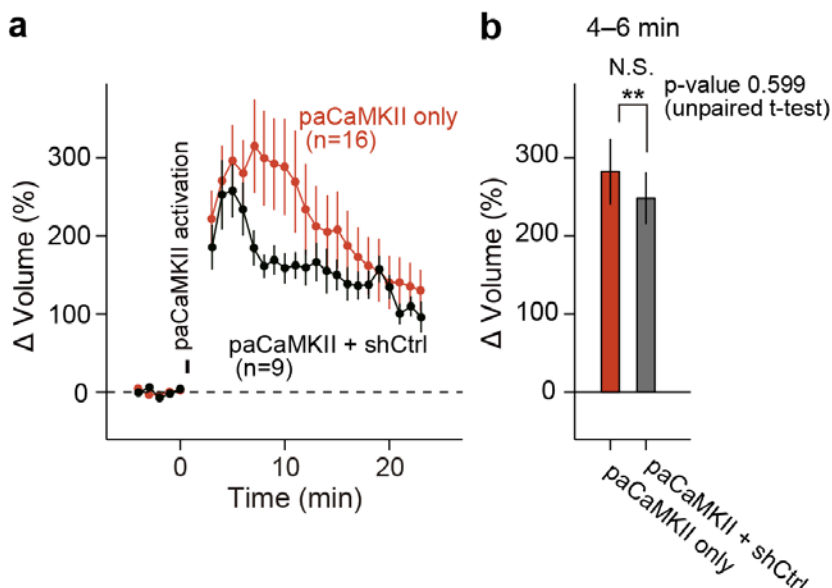 a
Δ Volume (%)
300
200
100
0
paCaMKII activation
paCaMKII only
(n=16)
paCaMKII + shCtrl
(n=9)
0
10
20
Time (min)
b
4–6 min
N.S.
**
p-value 0.599
(unpaired t-test)
Δ Volume (%)
300
200
100
0
paCaMKII only
paCaMKII + shCtrl